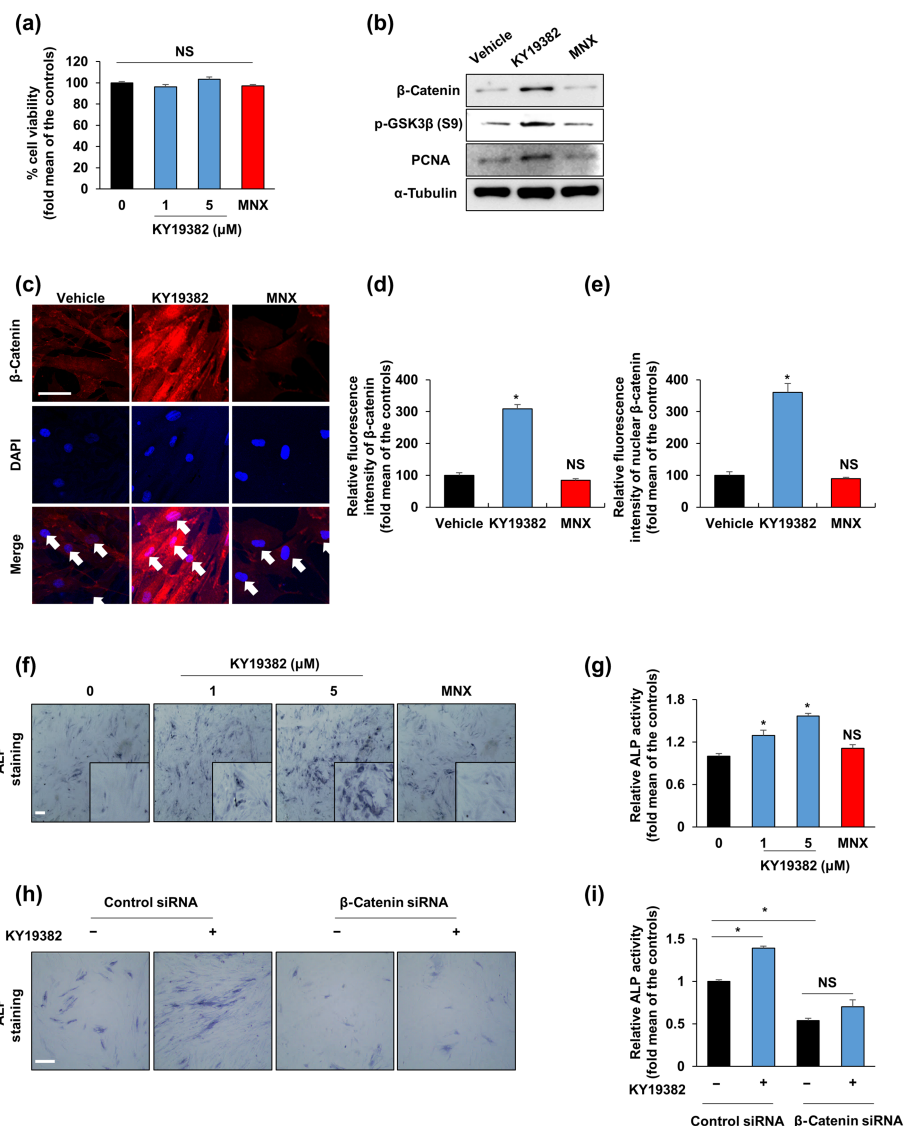 (a)
NS
% cell viability
(fold mean of the controls)
120
100
80
60
40
20
0
0
1
5
MNX
KY19382 (μM)
(b)
Vehicle
KY19382
MNX
β-Catenin
p-GSK3β (S9)
PCNA
α-Tubulin
(c)
Vehicle
KY19382
MNX
β-Catenin
DAPI
Merge
(d)
Relative fluorescence
intensity of β-catenin
(fold mean of the controls)
400
300
200
100
0
*
NS
Vehicle
KY19382
MNX
(e)
Relative fluorescence
intensity of nuclear β-catenin
(fold mean of the controls)
400
300
200
100
0
*
NS
Vehicle
KY19382
MNX
(f)
KY19382 (μM)
0
1
5
MNX
staining
(g)
Relative ALP activity
(fold mean of the controls)
1.8
1.2
0.6
0
*
*
NS
0
1
5
MNX
KY19382 (μM)
(h)
Control siRNA
β-Catenin siRNA
KY19382
−
+
−
+
staining
(i)
Relative ALP activity
(fold mean of the controls)
1.5
1
0.5
0
*
*
NS
KY19382
−
+
−
+
Control siRNA
β-Catenin siRNA